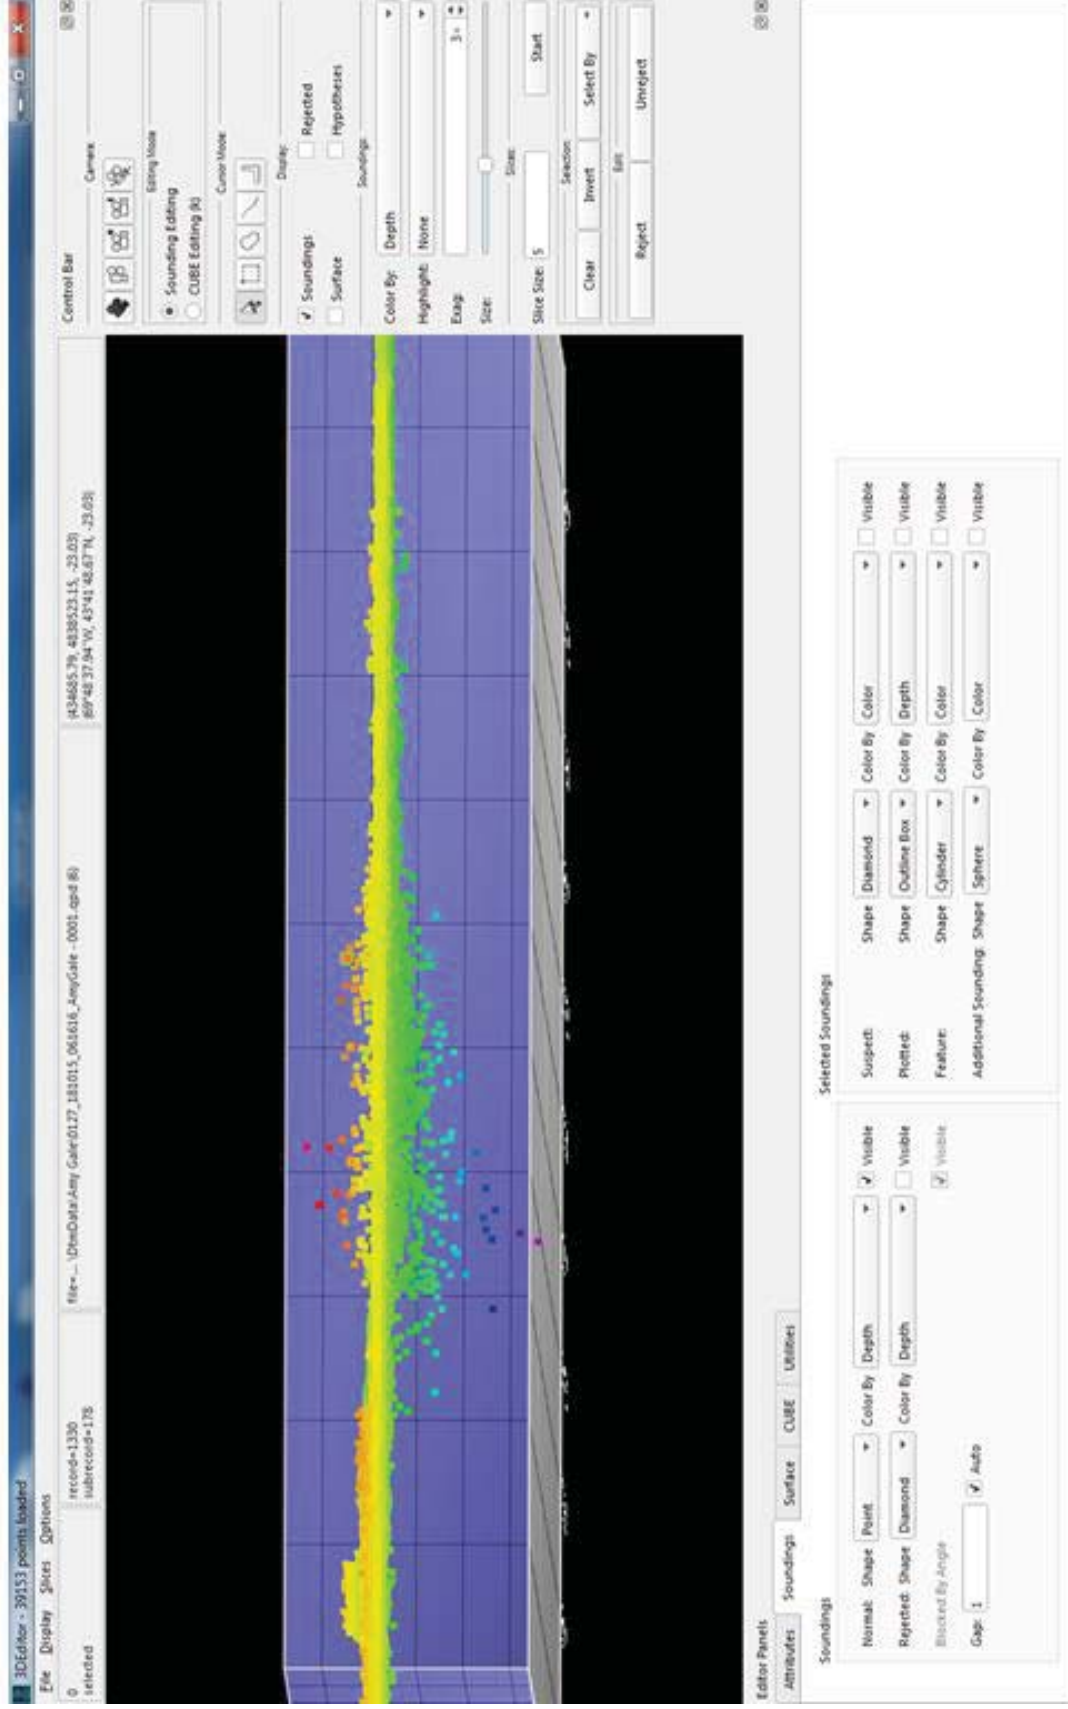 3DEditor - 39153 points loaded
File Display Slices Options
0
selected
record=1330
subrecord=178
file=... \DtmData\Amy Gale\0127_181015_061616_AmyGale - 0001.qpd (6)
(434685.79, 4838523.15, -23.03)
(69°48'37.94"W, 43°41'48.67"N, -23.03)
Control Bar
Camera
Editing Mode
Sounding Editing
CUBE Editing (k)
Cursor Mode
Display
Soundings Rejected
Surface Hypotheses
Soundings
Color By: Depth
Highlight: None
Exag:
Size:
Slices
Slice Size: 5 Start
Selection
Clear Invert Select By
Edit
Reject Unreject
Editor Panels
Attributes Soundings Surface CUBE Utilities
Soundings
Normal: Shape Point Color By Depth Visible
Rejected: Shape Diamond Color By Depth Visible
Blocked By Angle Visible
Gap: 1 Auto
Selected Soundings
Suspect: Shape Diamond Color By Color Visible
Plotted: Shape Outline Box Color By Depth Visible
Feature: Shape Cylinder Color By Color Visible
Additional Sounding: Shape Sphere Color By Color Visible